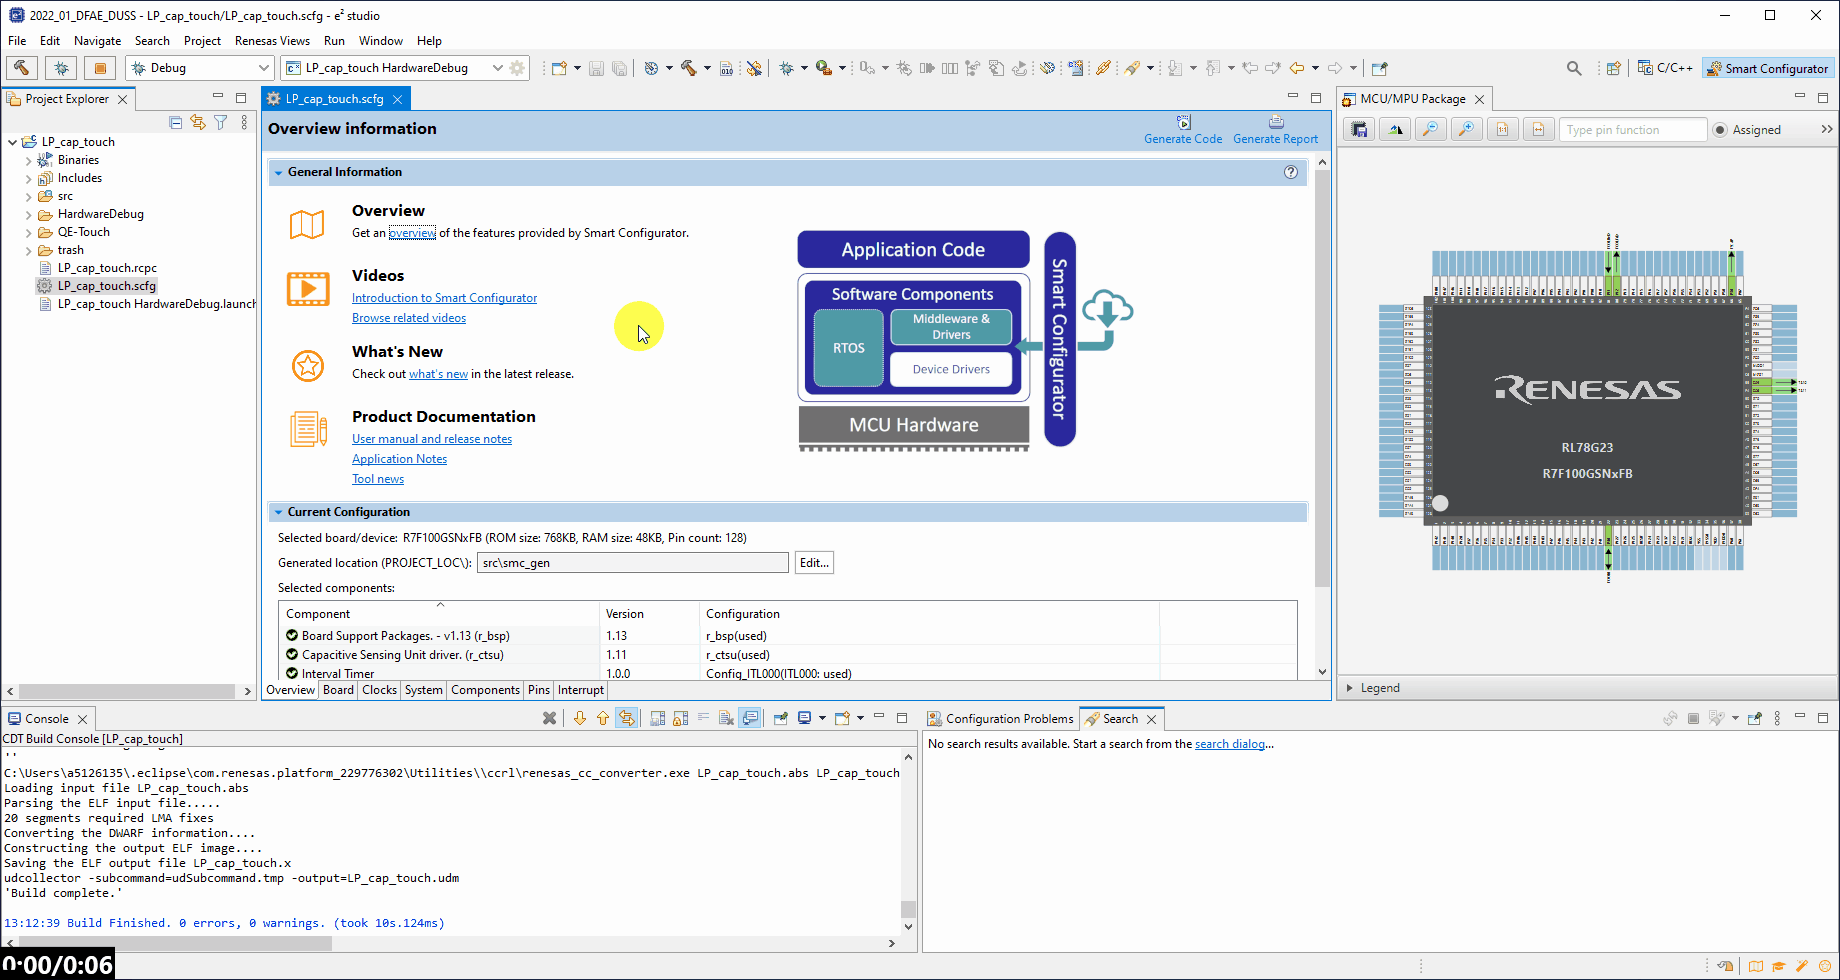 2022_01_DFAE_DUSS - LP_cap_touch/LP_cap_touch.scfg - e² studio
File Edit Navigate Search Project Renesas Views Run Window Help
Debug
LP_cap_touch HardwareDebug
C/C++
Smart Configurator
Project Explorer
LP_cap_touch
Binaries
Includes
src
HardwareDebug
QE-Touch
trash
LP_cap_touch.rcpc
LP_cap_touch.scfg
LP_cap_touch HardwareDebug.launch
LP_cap_touch.scfg
Overview information
Generate Code Generate Report
General Information
Overview
Get an overview of the features provided by Smart Configurator.
Videos
Introduction to Smart Configurator
Browse related videos
What's New
Check out what's new in the latest release.
Product Documentation
User manual and release notes
Application Notes
Tool news
Application Code
Software Components
RTOS
Middleware &
Drivers
Device Drivers
MCU Hardware
Smart Configurator
Current Configuration
Selected board/device: R7F100GSNxFB (ROM size: 768KB, RAM size: 48KB, Pin count: 128)
Generated location (PROJECT_LOC\): src\smc_gen Edit...
Selected components:
Component Version Configuration
Board Support Packages. - v1.13 (r_bsp) 1.13 r_bsp(used)
Capacitive Sensing Unit driver. (r_ctsu) 1.11 r_ctsu(used)
Interval Timer 1.0.0 Config_ITL000(ITL000: used)
Overview Board Clocks System Components Pins Interrupt
MCU/MPU Package
Type pin function
Assigned
RENESAS
RL78G23
R7F100GSNxFB
Legend
Console
CDT Build Console [LP_cap_touch]
C:\Users\a5126135\.eclipse\com.renesas.platform_229776302\Utilities\\ccrl\renesas_cc_converter.exe LP_cap_touch.abs LP_cap_touch
Loading input file LP_cap_touch.abs
Parsing the ELF input file.....
20 segments required LMA fixes
Converting the DWARF information....
Constructing the output ELF image....
Saving the ELF output file LP_cap_touch.x
udcollector -subcommand=udSubcommand.tmp -output=LP_cap_touch.udm
'Build complete.'
13:12:39 Build Finished. 0 errors, 0 warnings. (took 10s.124ms)
Configuration Problems
Search
No search results available. Start a search from the search dialog...
0:00/0:06